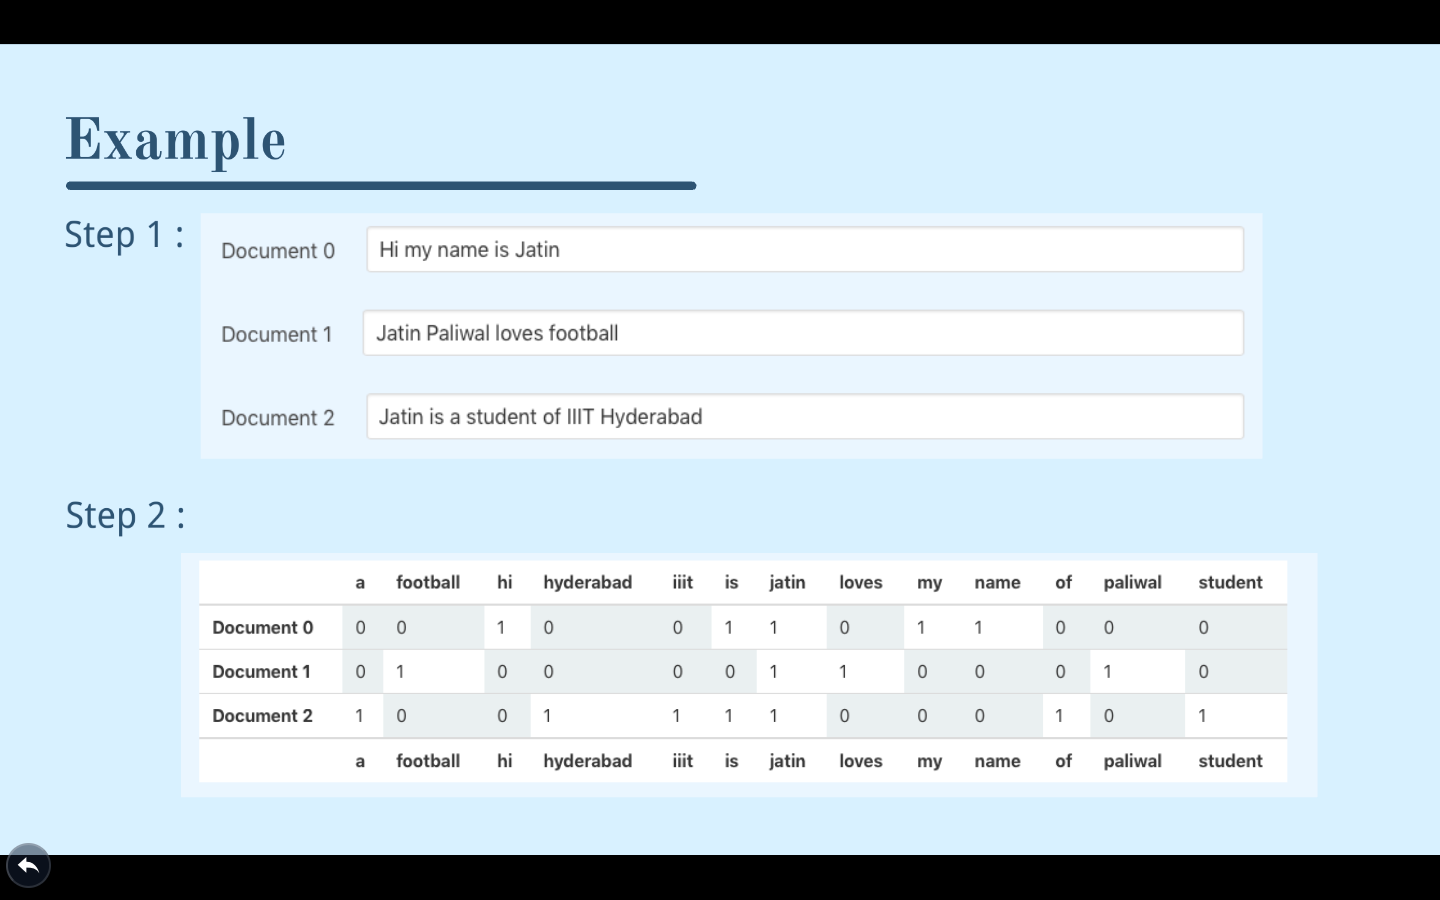 Example
Step 1 :
Document 0 Hi my name is Jatin
Document 1 Jatin Paliwal loves football
Document 2 Jatin is a student of IIIT Hyderabad
Step 2 :
a football hi hyderabad iiit is jatin loves my name of paliwal student
Document 0 0 0 1 0 0 1 1 0 1 1 0 0 0
Document 1 0 1 0 0 0 0 1 1 0 0 0 1 0
Document 2 1 0 0 1 1 1 1 0 0 0 1 0 1
a football hi hyderabad iiit is jatin loves my name of paliwal student